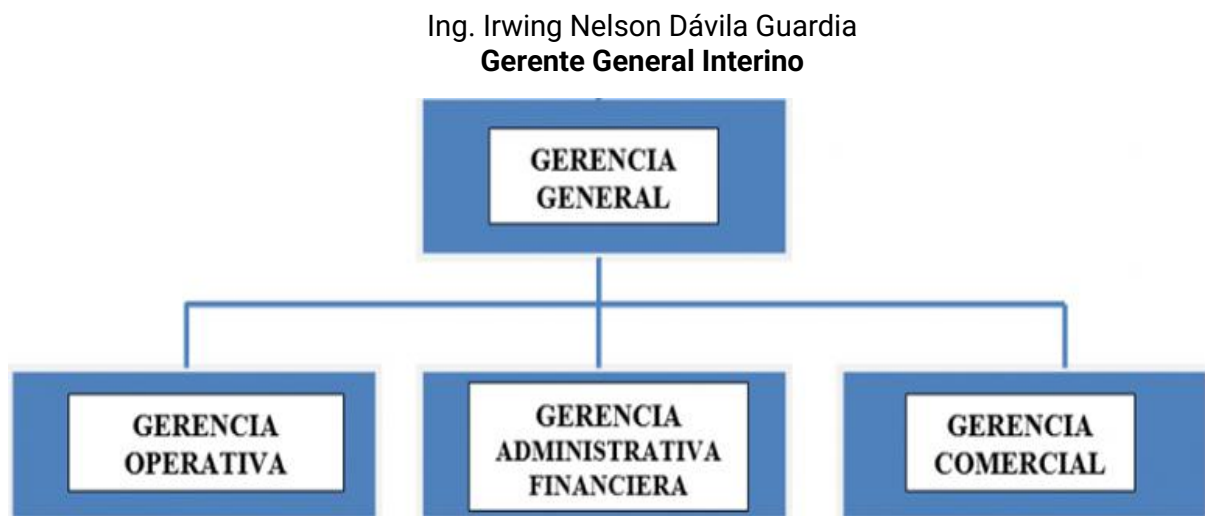 Ing. Irwing Nelson Dávila Guardia
Gerente General Interino
GERENCIA
GENERAL
GERENCIA
OPERATIVA
GERENCIA
ADMINISTRATIVA
FINANCIERA
GERENCIA
COMERCIAL